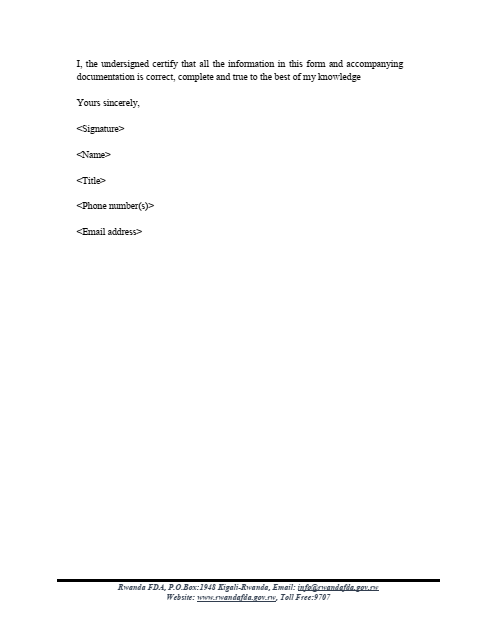 I, the undersigned certify that all the information in this form and accompanying
documentation is correct, complete and true to the best of my knowledge
Yours sincerely,
<Signature>
<Name>
<Title>
<Phone number(s)>
<Email address>
Rwanda FDA, P.O.Box:1948 Kigali-Rwanda, Email: info@rwandafda.gov.rw
Website: www.rwandafda.gov.rw, Toll Free:9707